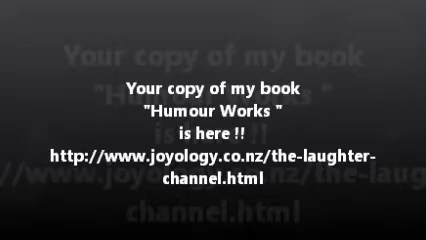 Your copy of my book
"Humour Works "
is here !!
http://www.joyology.co.nz/the-laughter-
channel.html